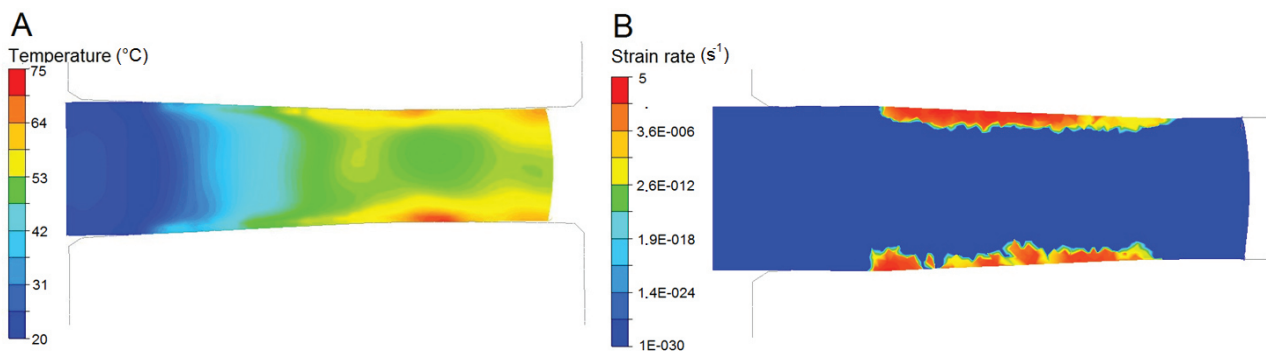 A
Temperature (°C)
75
64
53
42
31
20
B
Strain rate (s⁻¹)
5
3,6E-006
2.6E-012
1.9E-018
1.4E-024
1E-030